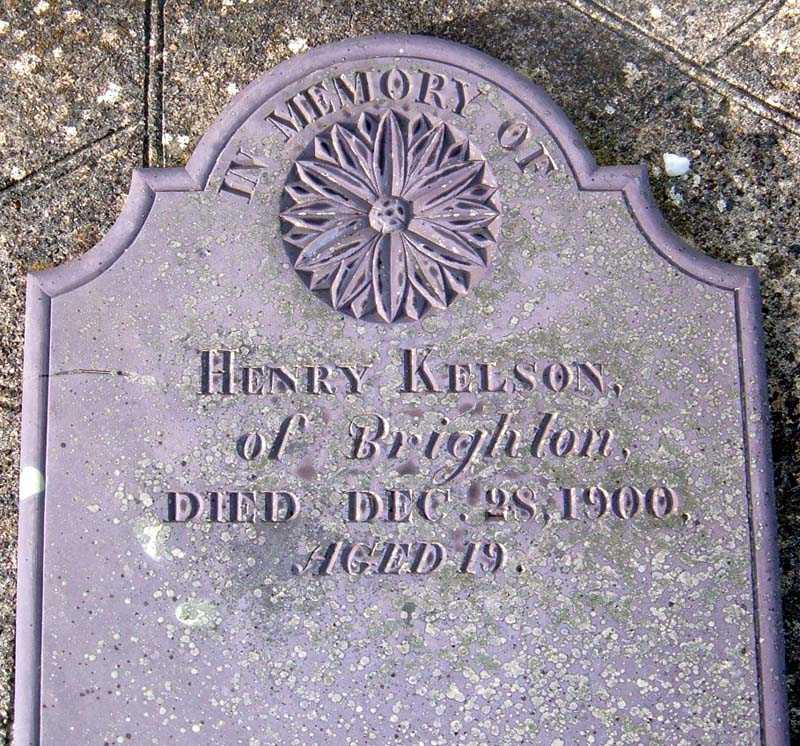 IN MEMORY OF
HENRY KELSON,
of Brighton,
DIED DEC. 28, 1900,
AGED 19.